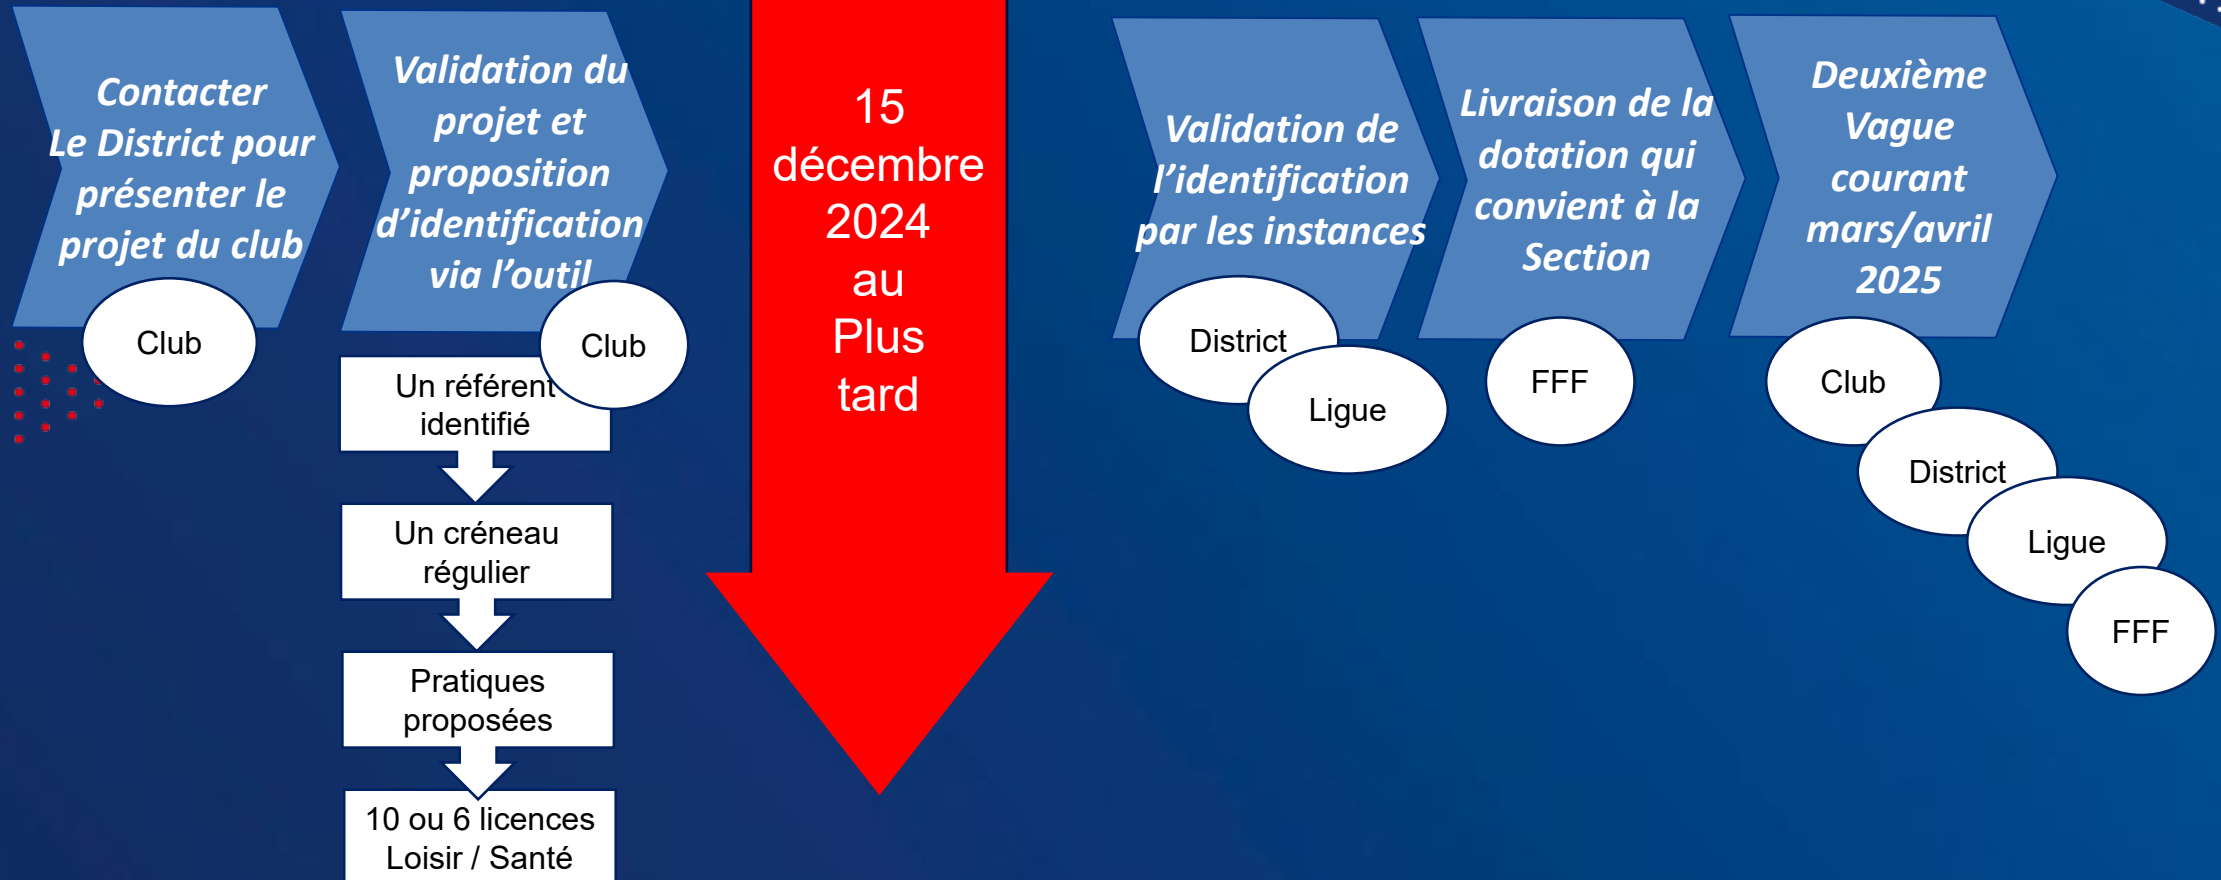 Contacter
Le District pour
présenter le
projet du club
Club
Validation du
projet et
proposition
d’identification
via l’outil
Club
Un référent
identifié
Un créneau
régulier
Pratiques
proposées
10 ou 6 licences
Loisir / Santé
15
décembre
2024
au
Plus
tard
Validation de
l’identification
par les instances
District
Ligue
Livraison de la
dotation qui
convient à la
Section
FFF
Deuxième
Vague
courant
mars/avril
2025
Club
District
Ligue
FFF